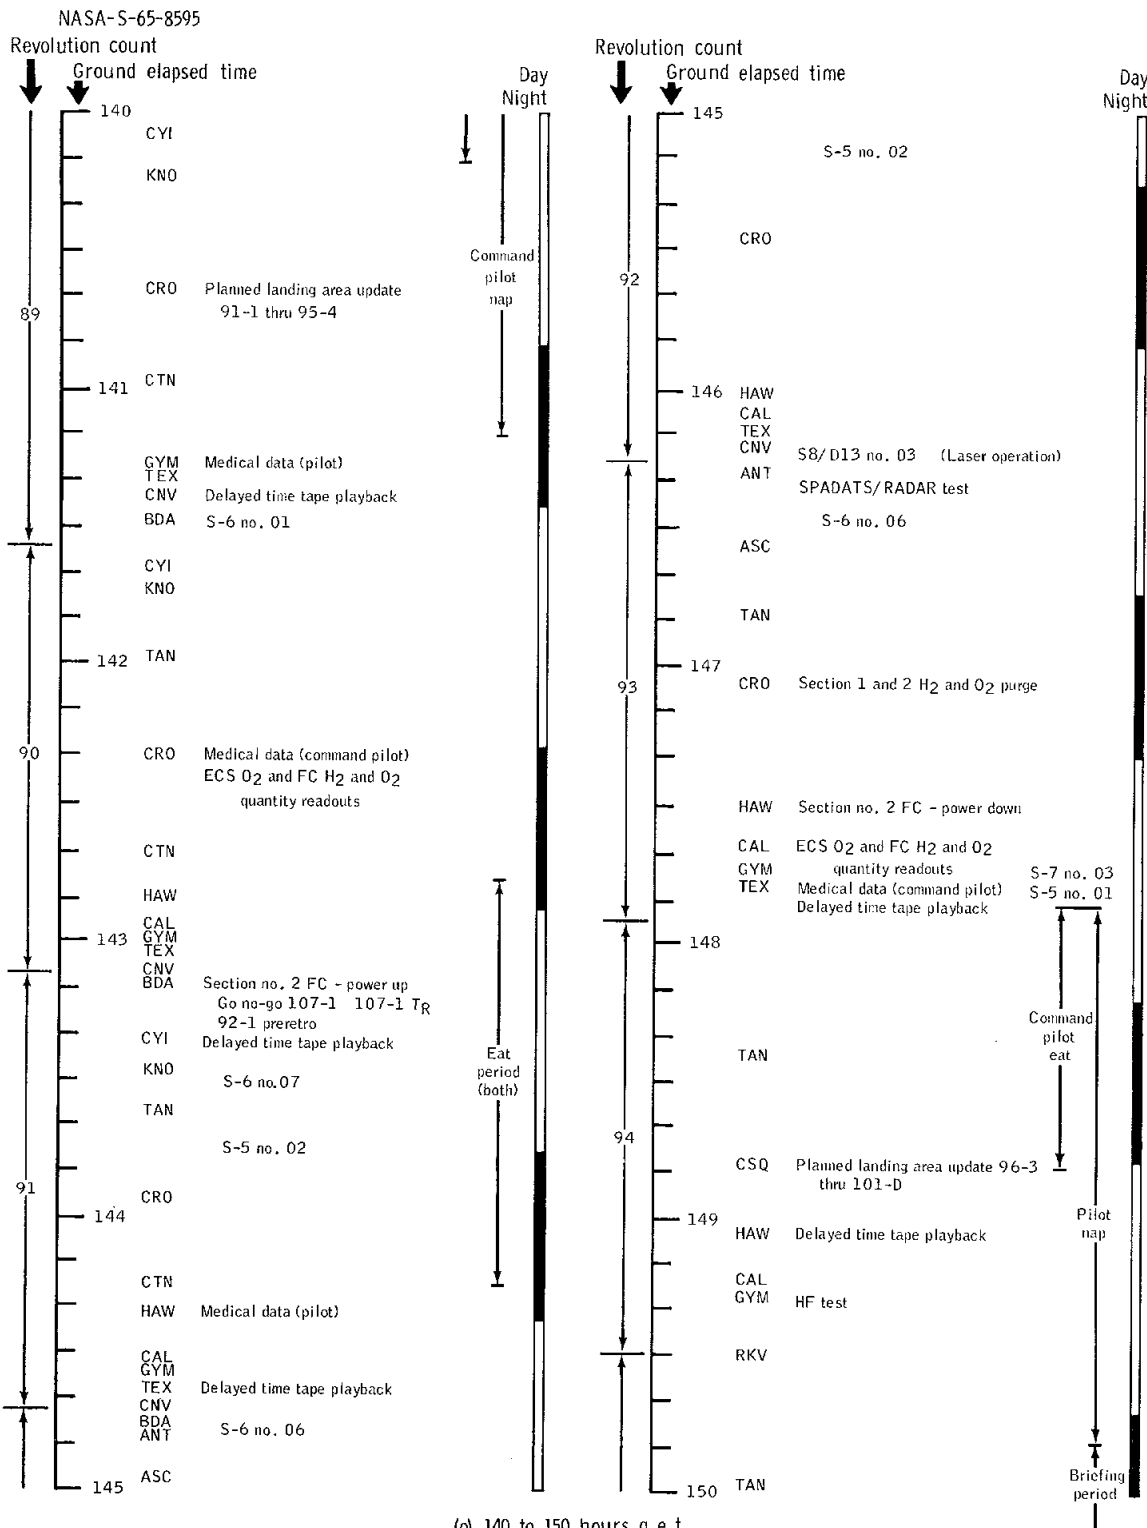 NASA-S-65-8595
Revolution count
Ground elapsed time
Day
Night
140
CYI
KNO
Command
pilot
nap
CRO Planned landing area update
91-1 thru 95-4
89
141
CTN
GYM Medical data (pilot)
TEX
CNV Delayed time tape playback
BDA S-6 no. 01
CYI
KNO
142
TAN
90
CRO Medical data (command pilot)
ECS O2 and FC H2 and O2
quantity readouts
CTN
HAW
CAL
143
GYM
TEX
CNV
BDA Section no. 2 FC - power up
Go no-go 107-1 107-1 TR
92-1 preretro
CYI Delayed time tape playback
Eat
period
(both)
KNO
S-6 no.07
TAN
S-5 no. 02
91
CRO
144
CTN
HAW Medical data (pilot)
CAL
GYM
TEX Delayed time tape playback
CNV
BDA
S-6 no. 06
ANT
ASC
145
Revolution count
Ground elapsed time
Day
Night
145
S-5 no. 02
CRO
92
146 HAW
CAL
TEX
CNV S8/D13 no. 03 (Laser operation)
ANT
SPADATS/RADAR test
S-6 no. 06
ASC
TAN
147
93
CRO Section 1 and 2 H2 and O2 purge
HAW Section no. 2 FC - power down
CAL ECS O2 and FC H2 and O2
GYM quantity readouts S-7 no. 03
TEX Medical data (command pilot) S-5 no. 01
Delayed time tape playback
148
Command
pilot
eat
TAN
94
CSQ Planned landing area update 96-3
thru 101-D
149
Pilot
nap
HAW Delayed time tape playback
CAL
GYM HF test
RKV
Briefing
period
150 TAN
(o) 140 to 150 hours g.e.t.